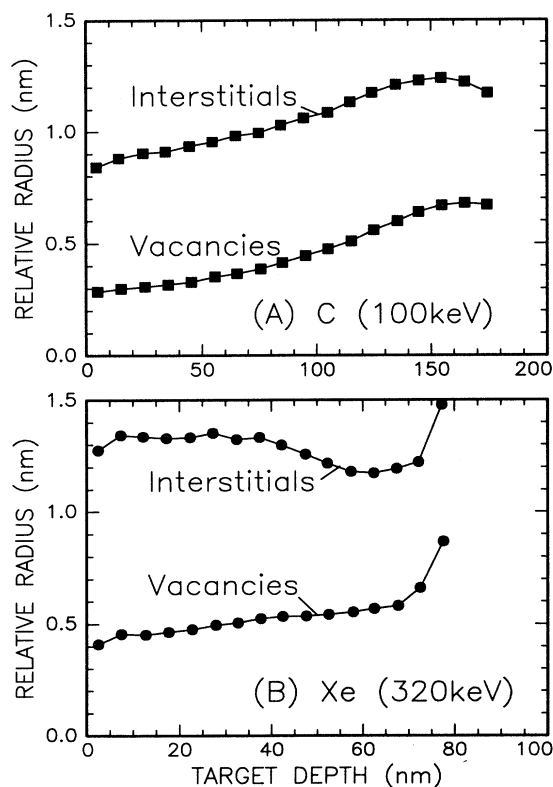 1.5
1.0
0.5
0.0
RELATIVE RADIUS (nm)
Interstitials
Vacancies
(A) C (100keV)
0 50 100 150 200
1.5
1.0
0.5
0.0
RELATIVE RADIUS (nm)
Interstitials
Vacancies
(B) Xe (320keV)
0 20 40 60 80 100
TARGET DEPTH (nm)